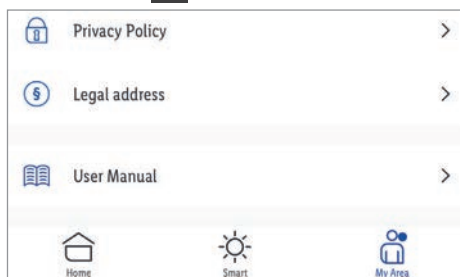 Privacy Policy
Legal address
User Manual
Home Smart My Area